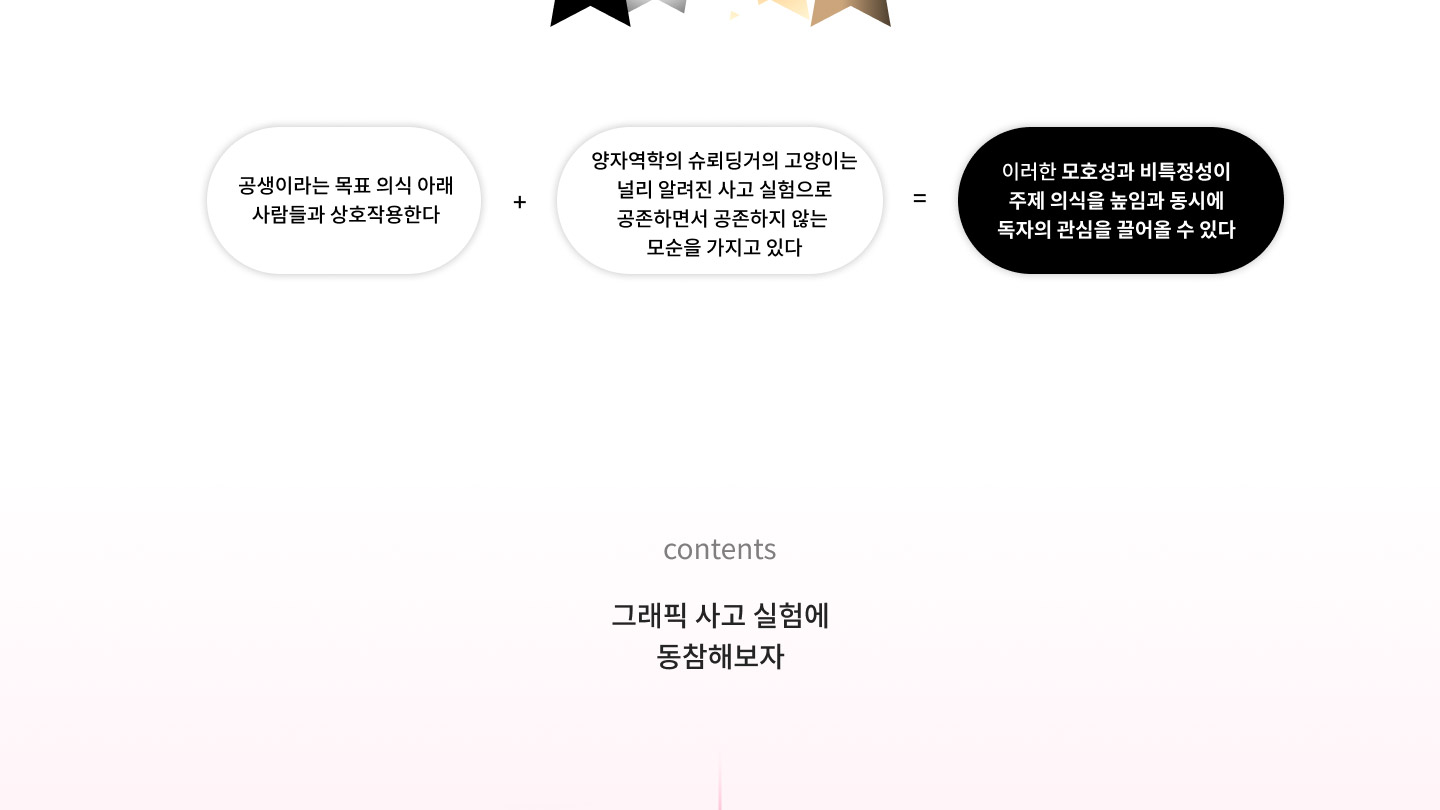 공생이라는 목표 의식 아래
사람들과 상호작용한다
+
양자역학의 슈뢰딩거의 고양이는
널리 알려진 사고 실험으로
공존하면서 공존하지 않는
모순을 가지고 있다
=
이러한 모호성과 비특정성이
주제 의식을 높임과 동시에
독자의 관심을 끌어올 수 있다
contents
그래픽 사고 실험에
동참해보자